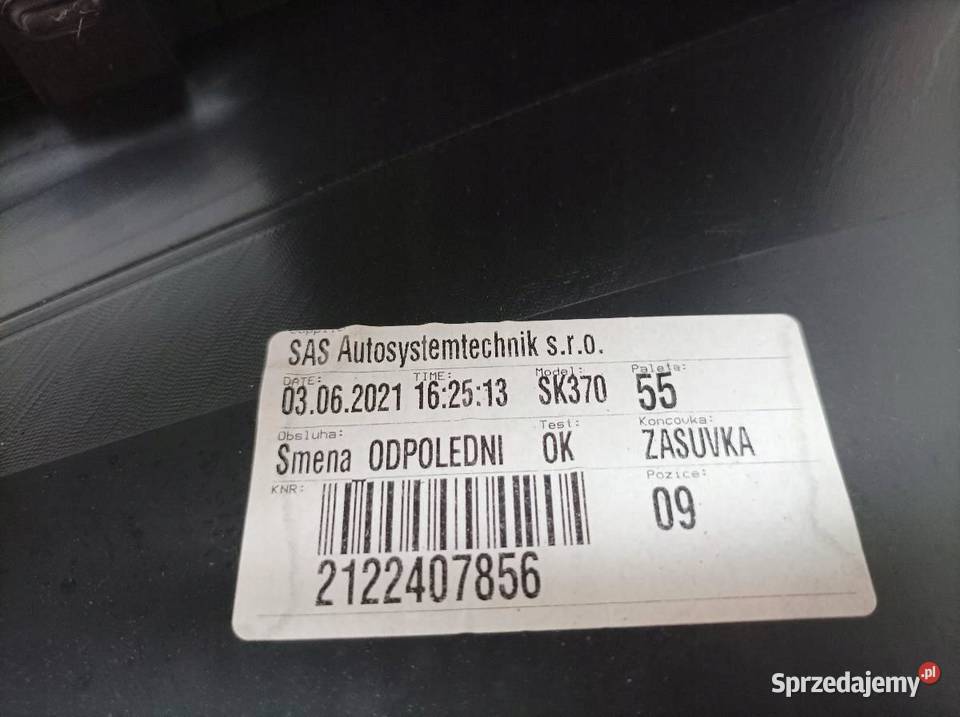 SAS Autosystemtechnik s.r.o.
DATE: TIME: Model: Paleta:
03.06.2021 16:25:13 SK370 55
Obsluha: Test: Koncovka:
Smena ODPOLEDNI OK ZASUVKA
KNR: Pozice:
09
2122407856
Sprzedajemy.pl